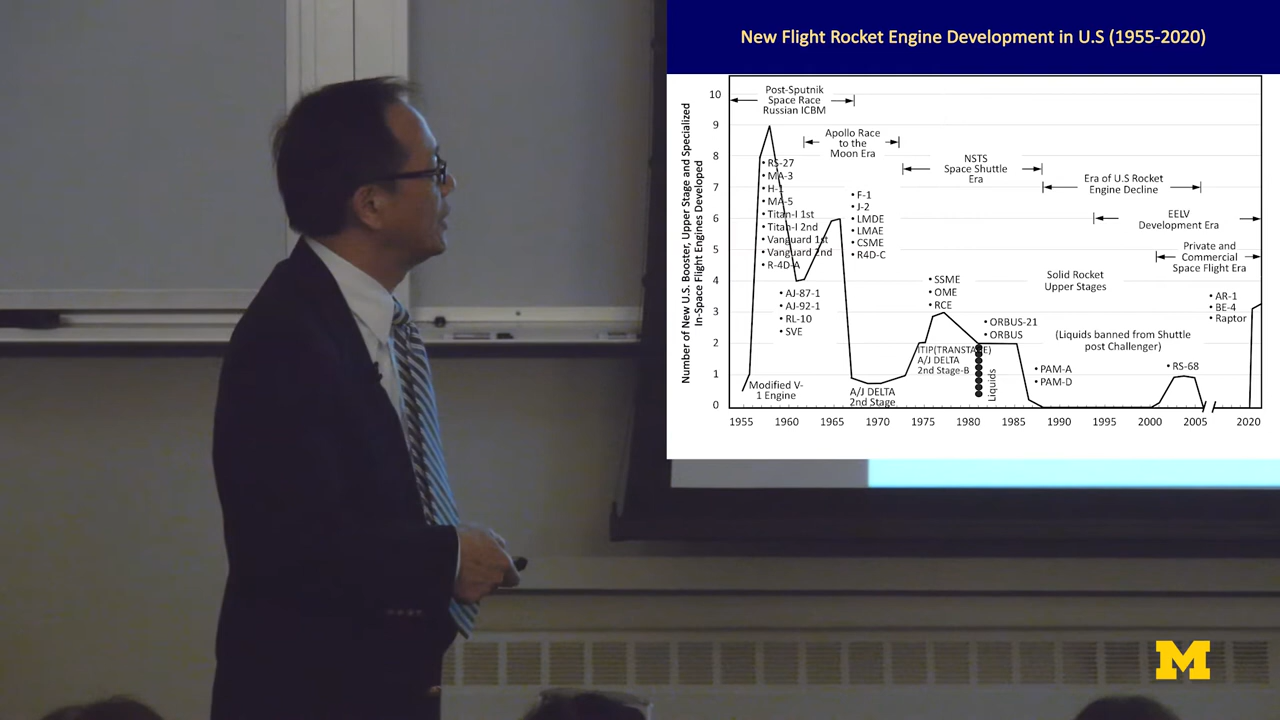 New Flight Rocket Engine Development in U.S (1955-2020)
Number of New U.S. Booster, Upper Stage and Specialized
In-Space Flight Engines Developed
10
9
8
7
6
5
4
3
2
1
0
Post-Sputnik
Space Race
Russian ICBM
Apollo Race
to the
Moon Era
NSTS
Space Shuttle
Era
Era of U.S Rocket
Engine Decline
EELV
Development Era
Private and
Commercial
Space Flight Era
• RS-27
• MA-3
• H-1
• MA-5
• Titan-I 1st
• Titan-I 2nd
• Vanguard 1st
• Vanguard 2nd
• R-4D-A
• F-1
• J-2
• LMDE
• LMAE
• CSME
• R4D-C
• AJ-87-1
• AJ-92-1
• RL-10
• SVE
• SSME
• OME
• RCE
Solid Rocket
Upper Stages
• AR-1
• BE-4
• Raptor
• ORBUS-21
• ORBUS
(Liquids banned from Shuttle
post Challenger)
ITIP(TRANSTAGE)
A/J DELTA
2nd Stage-B
Liquids
• PAM-A
• PAM-D
• RS-68
Modified V-
1 Engine
A/J DELTA
2nd Stage
1955
1960
1965
1970
1975
1980
1985
1990
1995
2000
2005
2020
M